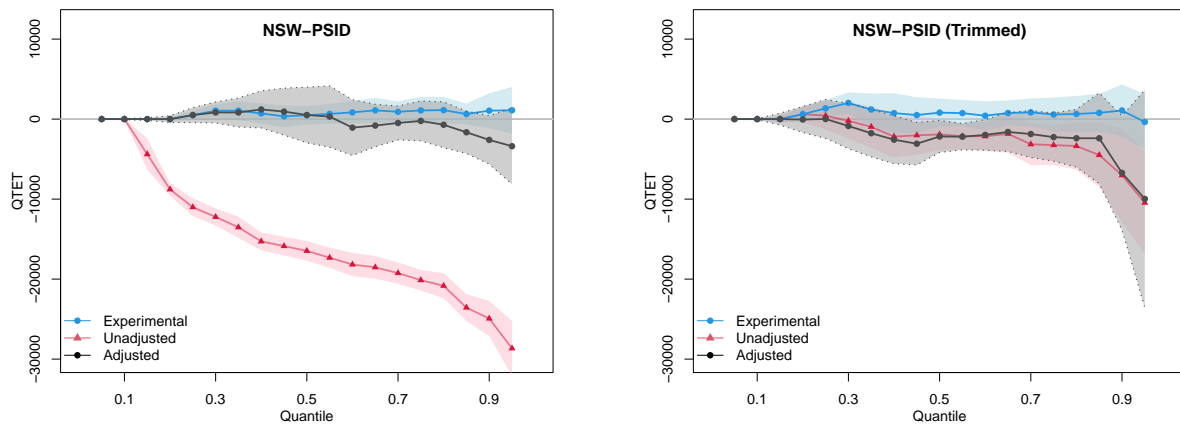 NSW−PSID
QTET
10000
0
−10000
−20000
−30000
Experimental
Unadjusted
Adjusted
0.1 0.3 0.5 0.7 0.9
Quantile
NSW−PSID (Trimmed)
QTET
10000
0
−10000
−20000
−30000
Experimental
Unadjusted
Adjusted
0.1 0.3 0.5 0.7 0.9
Quantile